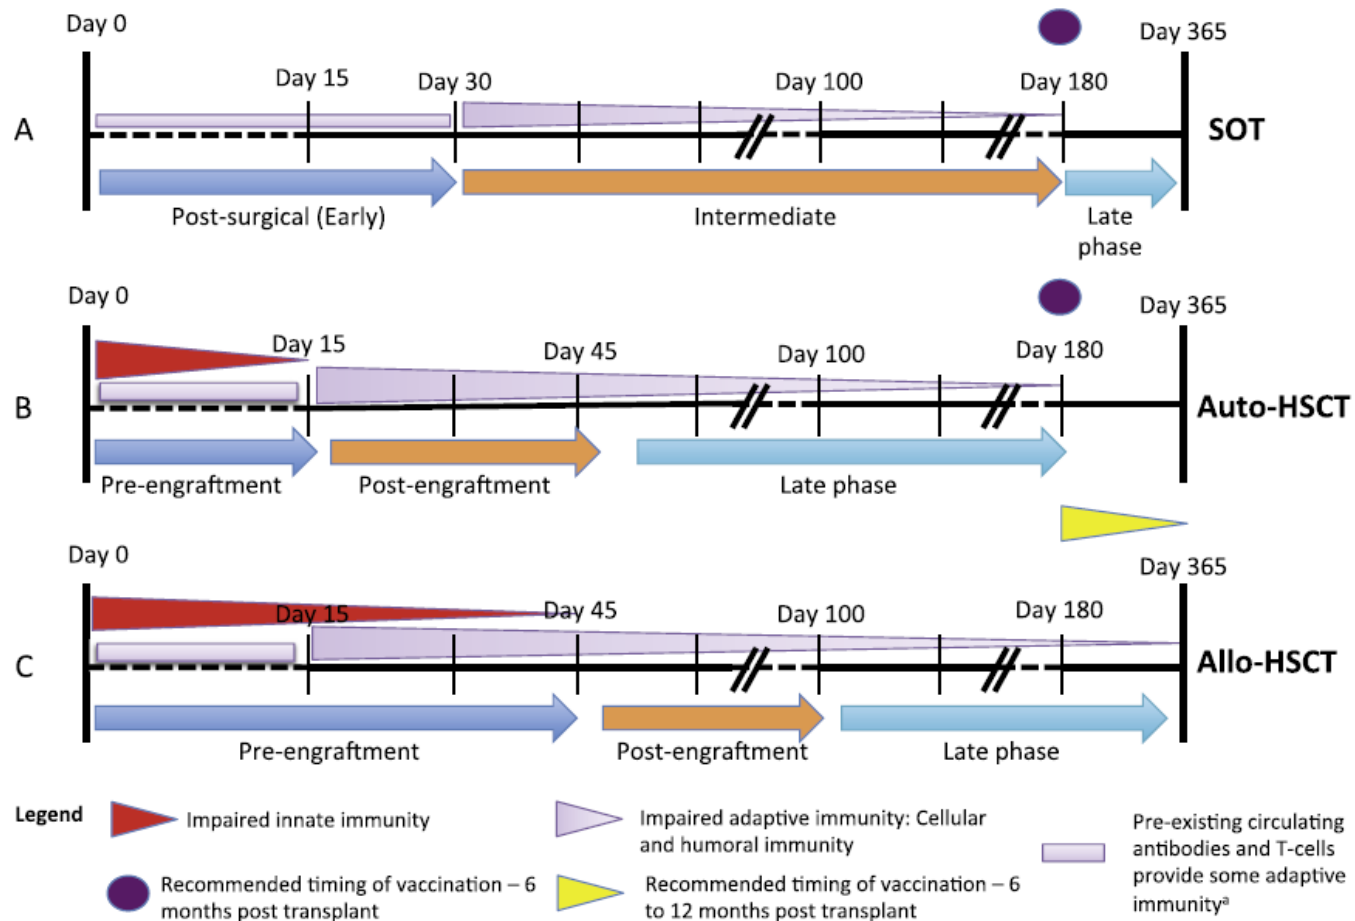 Day 0
Day 365
Day 15
Day 30
Day 100
Day 180
A
SOT
Post-surgical (Early)
Intermediate
Late
phase
Day 0
Day 365
Day 15
Day 45
Day 100
Day 180
B
Auto-HSCT
Pre-engraftment
Post-engraftment
Late phase
Day 0
Day 365
Day 15
Day 45
Day 100
Day 180
C
Allo-HSCT
Pre-engraftment
Post-engraftment
Late phase
Legend
Impaired innate immunity
Impaired adaptive immunity: Cellular
and humoral immunity
Pre-existing circulating
antibodies and T-cells
provide some adaptive
immunityᵃ
Recommended timing of vaccination – 6
months post transplant
Recommended timing of vaccination – 6
to 12 months post transplant